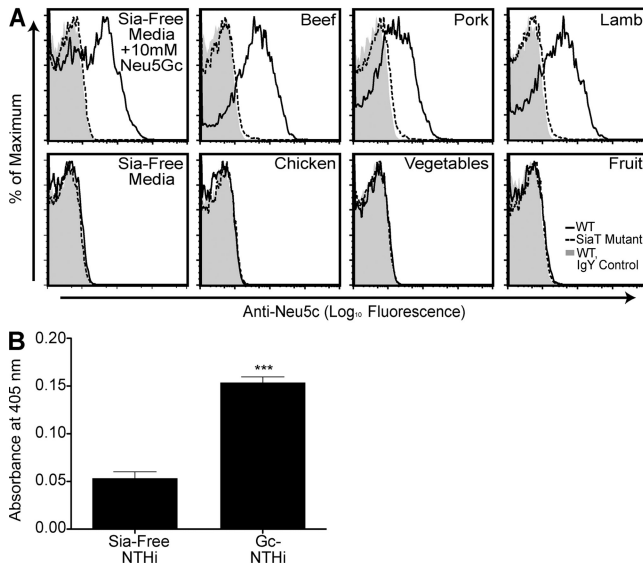 A
Sia-Free
Media
+10mM
Neu5Gc
Beef
Pork
Lamb
% of Maximum
Sia-Free
Media
Chicken
Vegetables
Fruit
WT
SiaT Mutant
WT,
IgY Control
Anti-Neu5c (Log₁₀ Fluorescence)
B
Absorbance at 405 nm
0.20
0.15
0.10
0.05
0.00
***
Sia-Free
NTHi
Gc-
NTHi